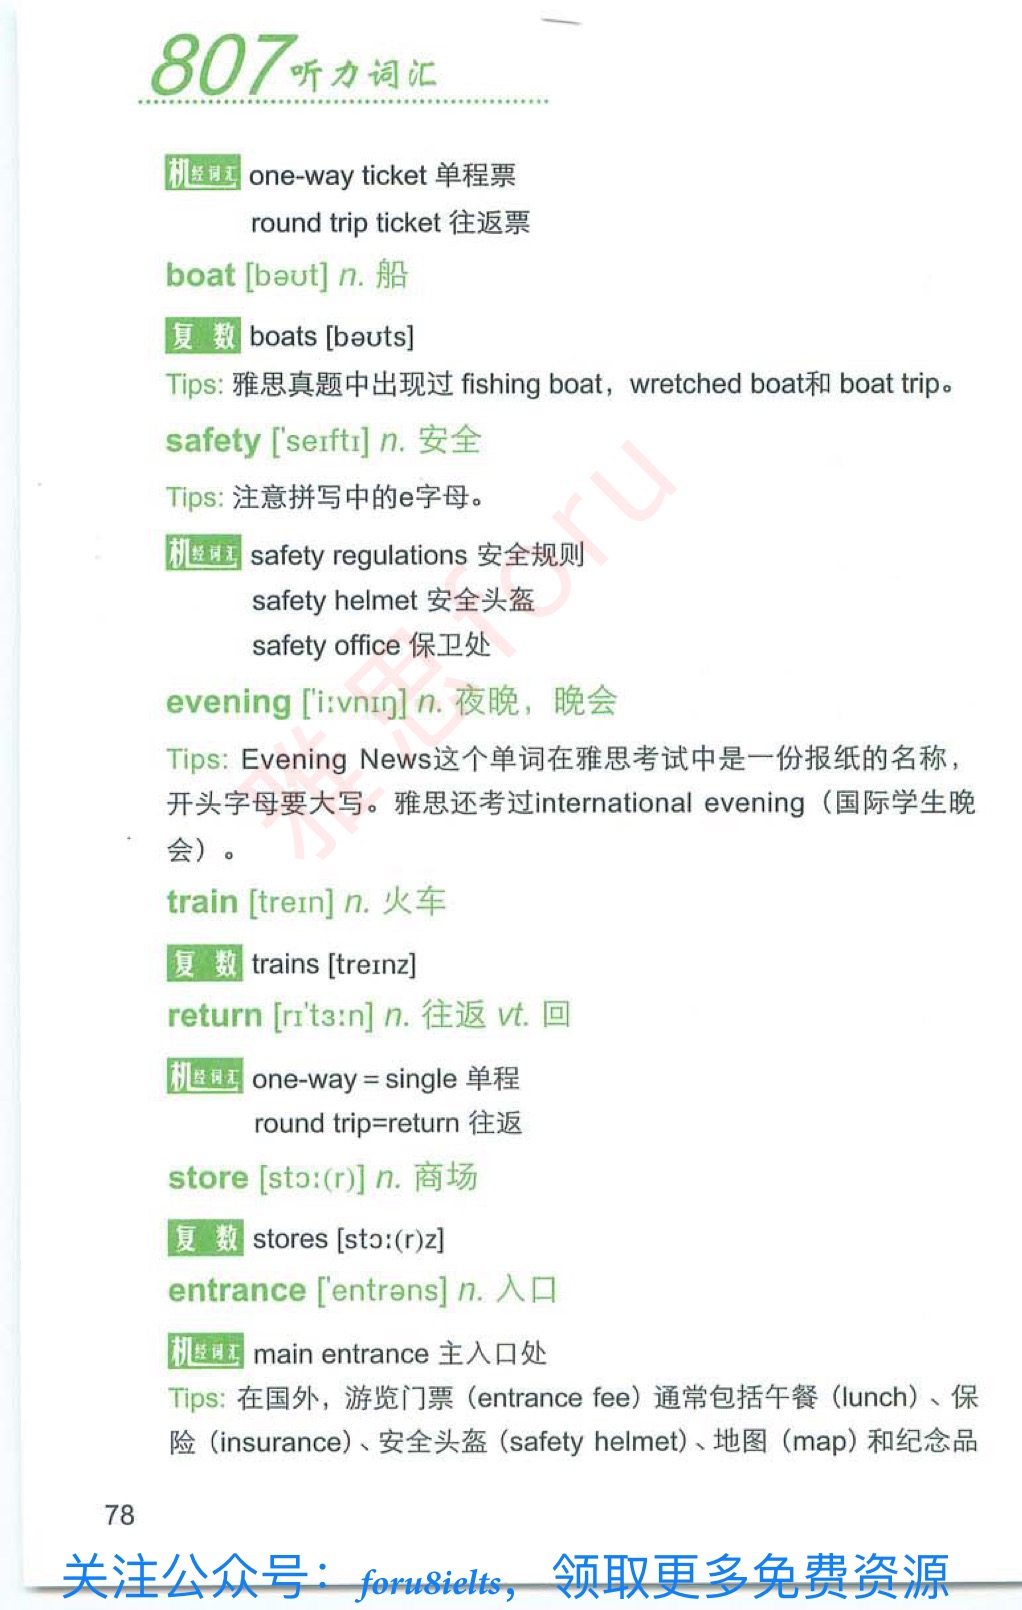 807听力词汇
机经词汇 one-way ticket 单程票
round trip ticket 往返票
boat [bəʊt] n. 船
复 数 boats [bəʊts]
Tips: 雅思真题中出现过 fishing boat，wretched boat和 boat trip。
safety ['seɪftɪ] n. 安全
Tips: 注意拼写中的e字母。
机经词汇 safety regulations 安全规则
safety helmet 安全头盔
safety office 保卫处
evening ['i:vnɪŋ] n. 夜晚，晚会
Tips: Evening News这个单词在雅思考试中是一份报纸的名称，
开头字母要大写。雅思还考过international evening（国际学生晚
会）。
train [treɪn] n. 火车
复 数 trains [treɪnz]
return [rɪ'tɜ:n] n. 往返 vt. 回
机经词汇 one-way = single 单程
round trip=return 往返
store [stɔ:(r)] n. 商场
复 数 stores [stɔ:(r)z]
entrance ['entrəns] n. 入口
机经词汇 main entrance 主入口处
Tips: 在国外，游览门票（entrance fee）通常包括午餐（lunch）、保
险（insurance）、安全头盔（safety helmet）、地图（map）和纪念品
78
雅思foru
关注公众号：foru8ielts，领取更多免费资源